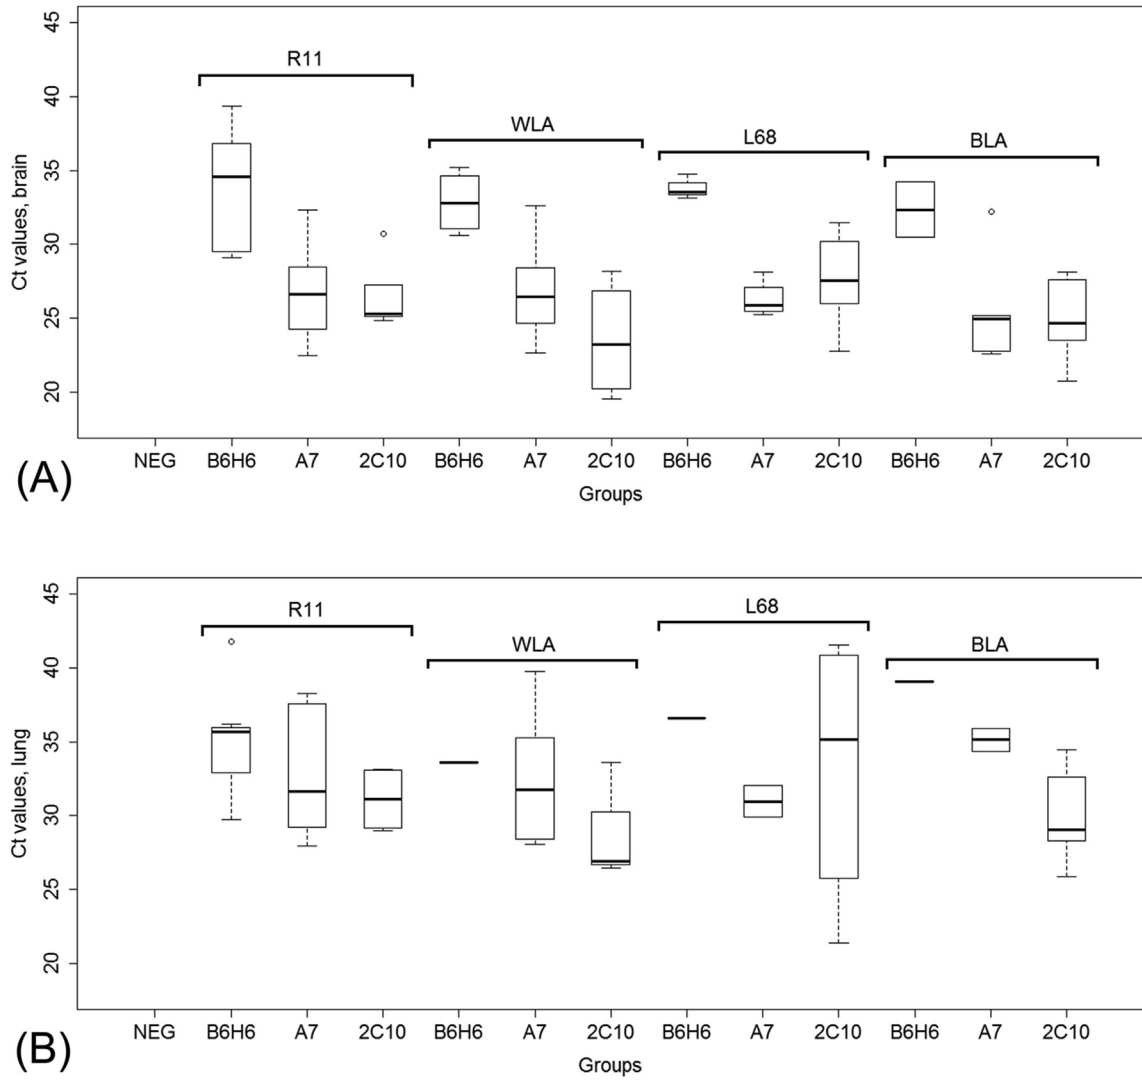 R11
WLA
L68
BLA
Ct values, brain
45
40
35
30
25
20
NEG B6H6 A7 2C10 B6H6 A7 2C10 B6H6 A7 2C10 B6H6 A7 2C10
Groups
(A)
R11
WLA
L68
BLA
Ct values, lung
45
40
35
30
25
20
NEG B6H6 A7 2C10 B6H6 A7 2C10 B6H6 A7 2C10 B6H6 A7 2C10
Groups
(B)